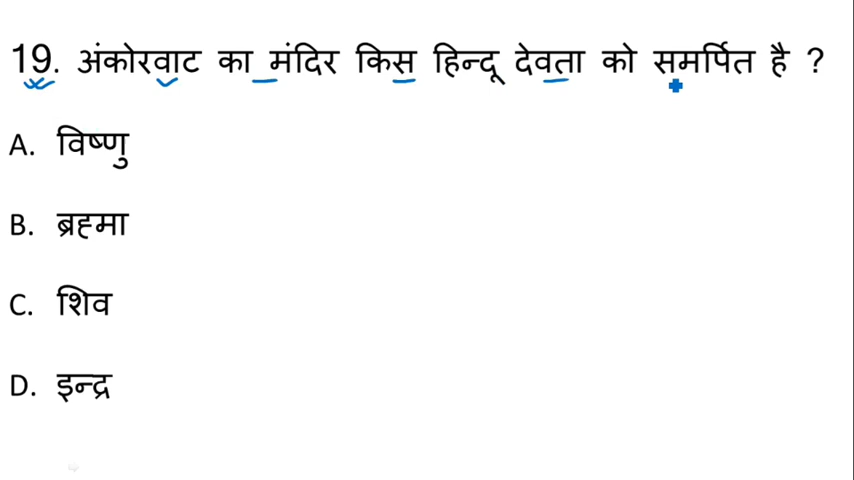 19. अंकोरवाट का मंदिर किस हिन्दू देवता को समर्पित है ?
A. विष्णु
B. ब्रह्मा
C. शिव
D. इन्द्र